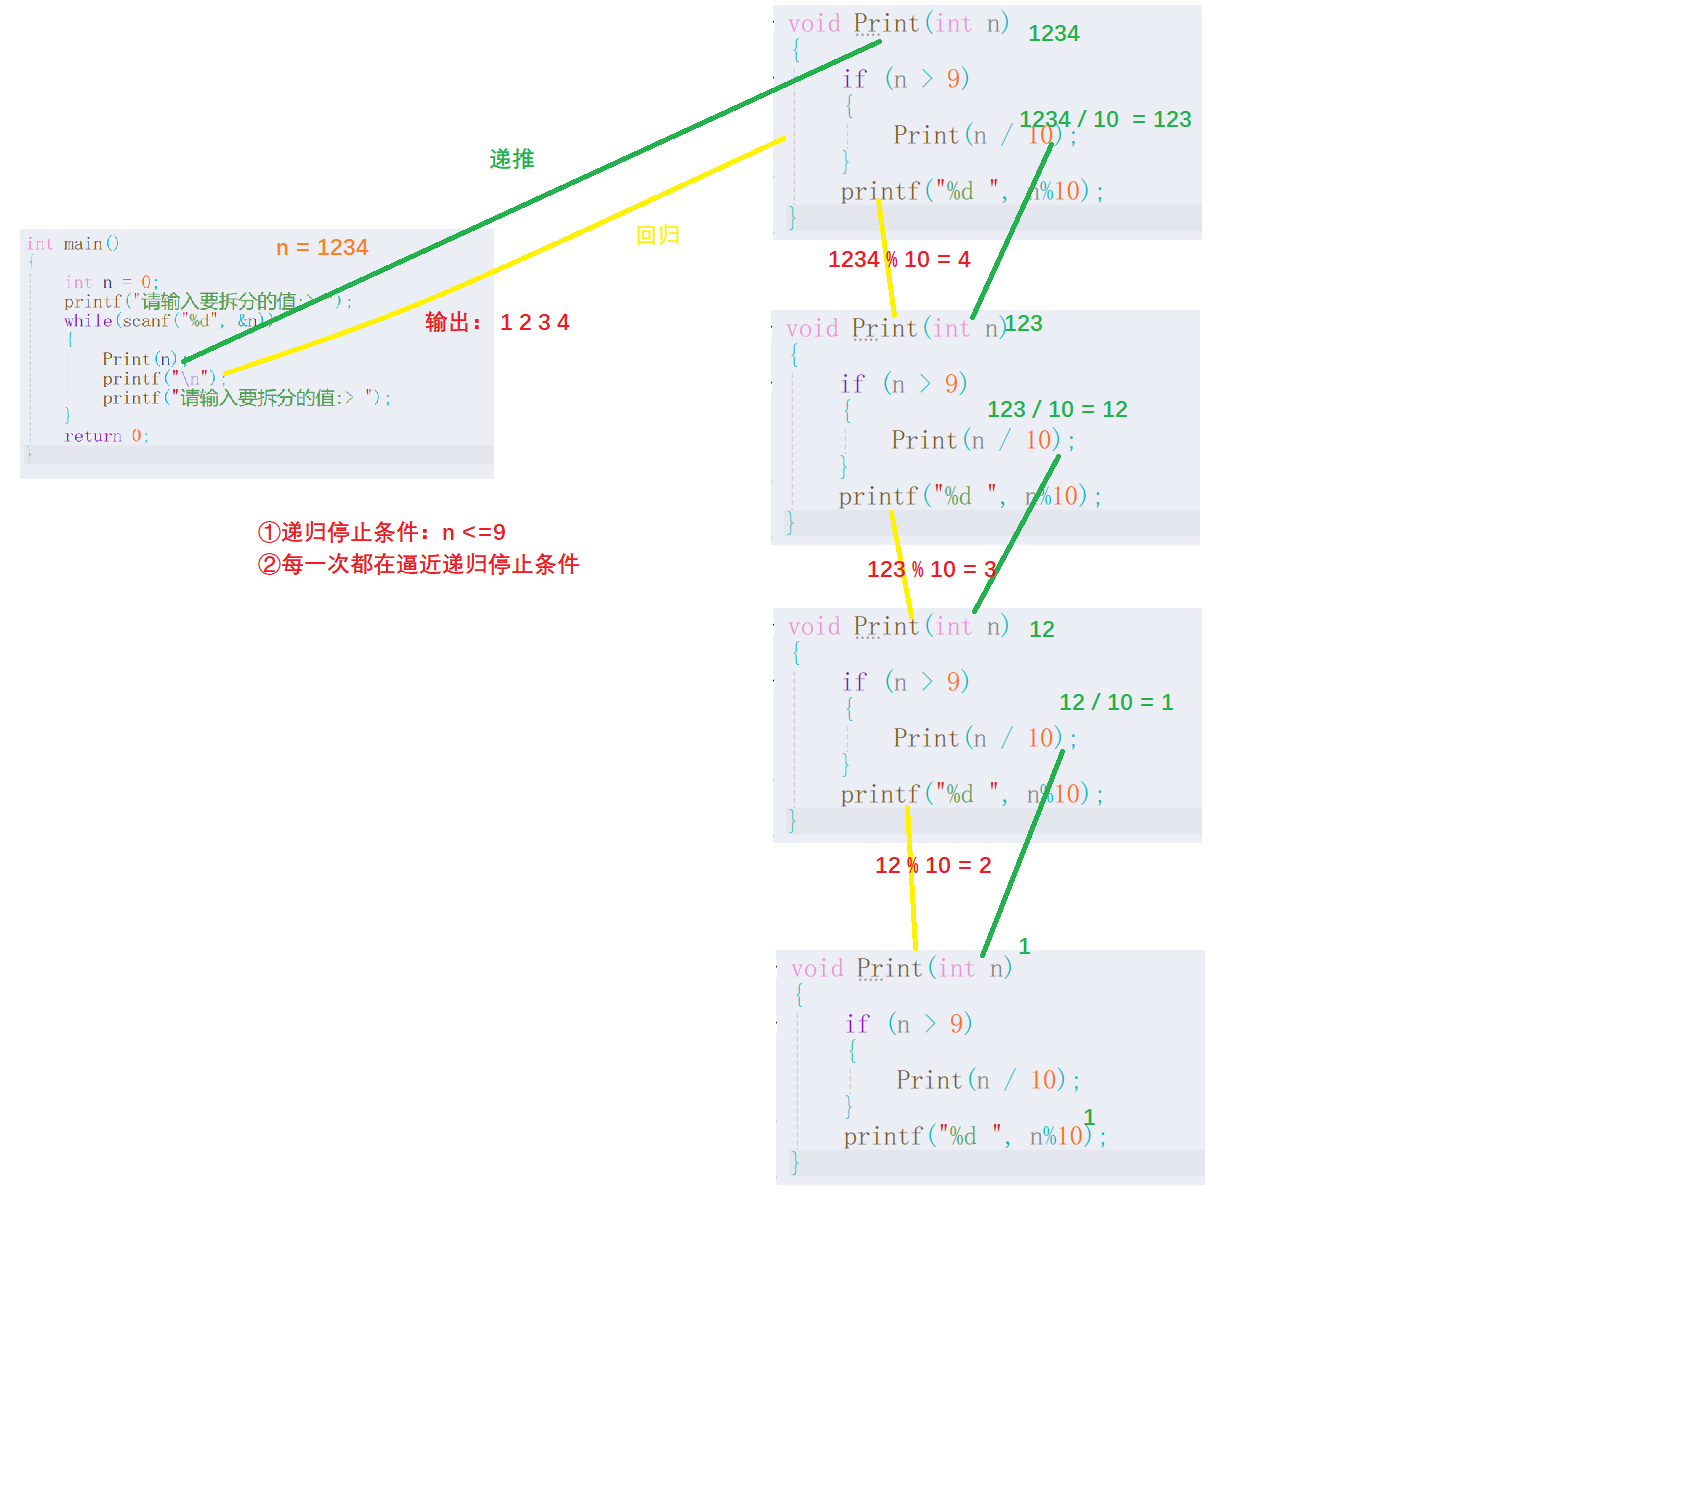 int main()
n = 1234
{
int n = 0;
printf("请输入要拆分的值:> ");
while(scanf("%d", &n))
{
Print(n);
printf("\n");
printf("请输入要拆分的值:> ");
}
return 0;
}
递推
回归
输出： 1 2 3 4
①递归停止条件：n <=9
②每一次都在逼近递归停止条件
void Print(int n)
1234
{
if (n > 9)
{
1234 / 10 = 123
Print(n / 10);
}
printf("%d ", n%10);
}
1234 % 10 = 4
void Print(int n)
123
{
if (n > 9)
{
123 / 10 = 12
Print(n / 10);
}
printf("%d ", n%10);
}
123 % 10 = 3
void Print(int n)
12
{
if (n > 9)
{
12 / 10 = 1
Print(n / 10);
}
printf("%d ", n%10);
}
12 % 10 = 2
1
void Print(int n)
{
if (n > 9)
{
Print(n / 10);
}
1
printf("%d ", n%10);
}